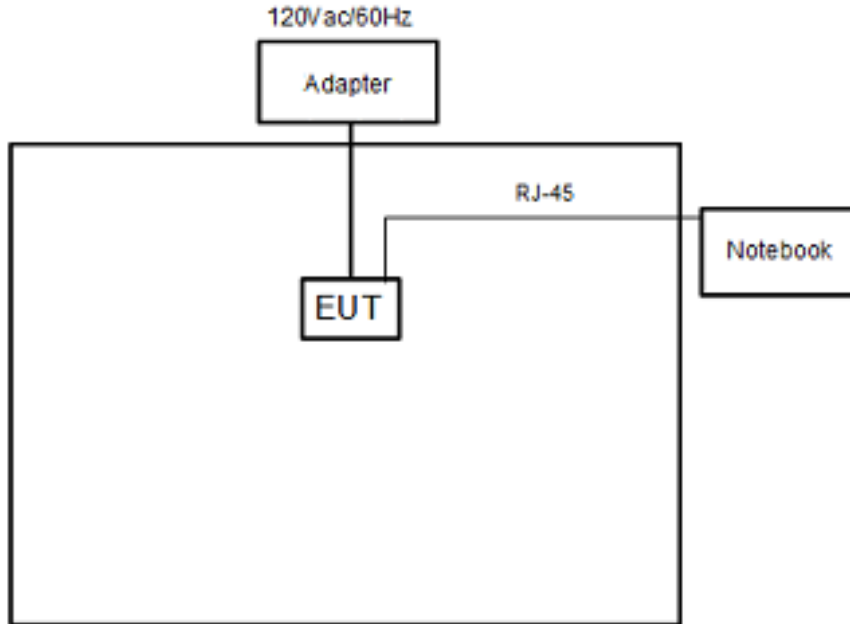 120Vac/60Hz
Adapter
RJ-45
Notebook
EUT